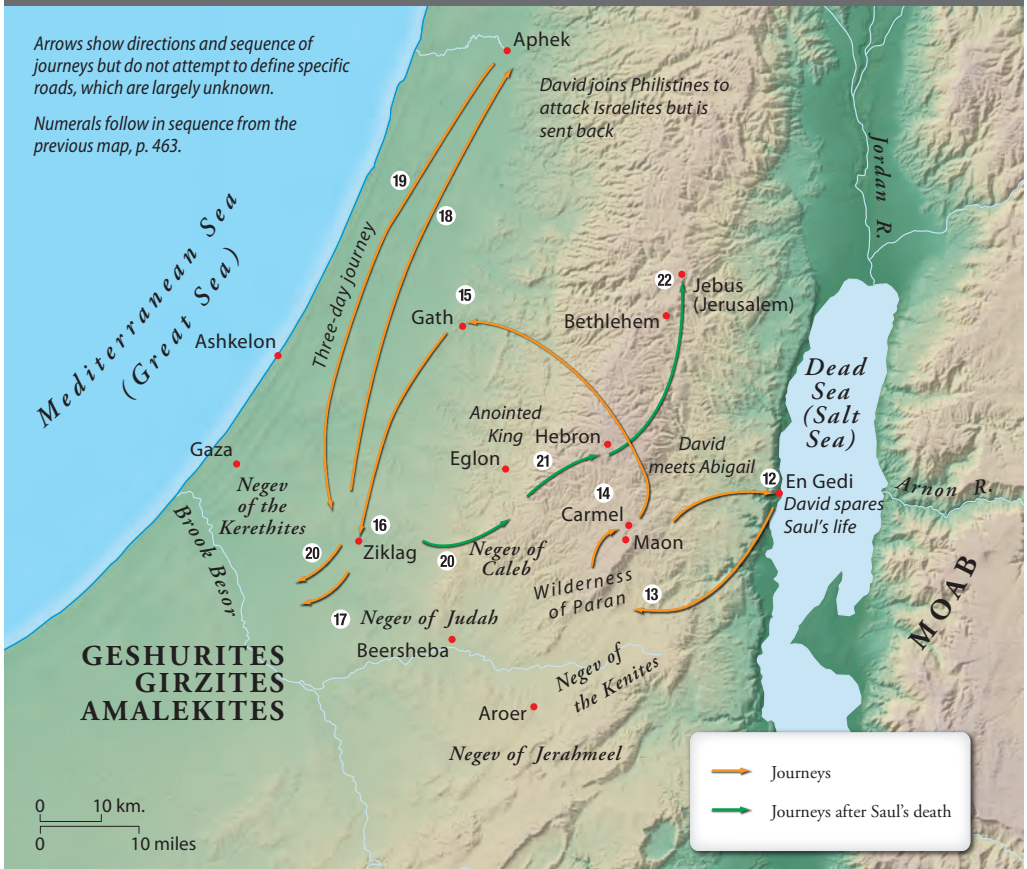 Arrows show directions and sequence of
journeys but do not attempt to define specific
roads, which are largely unknown.
Numerals follow in sequence from the
previous map, p. 463.
Aphek
David joins Philistines to
attack Israelites but is
sent back
Jordan R.
19
18
Mediterranean Sea
(Great Sea)
Three-day journey
15
Gath
22
Jebus
(Jerusalem)
Bethlehem
Ashkelon
Dead
Sea
(Salt
Sea)
Anointed
King
Hebron
Eglon
21
David
meets Abigail
Gaza
12
En Gedi
David spares
Saul's life
Arnon R.
Negev
of the
Kerethites
14
Carmel
Maon
Brook Besor
16
Ziklag
20
20
Negev of
Caleb
Wilderness
of Paran
13
MOAB
17
Negev of Judah
Beersheba
GESHURITES
GIRZITES
AMALEKITES
Negev of
the Kenites
Aroer
Negev of Jerahmeel
Journeys
Journeys after Saul's death
0 10 km.
0 10 miles